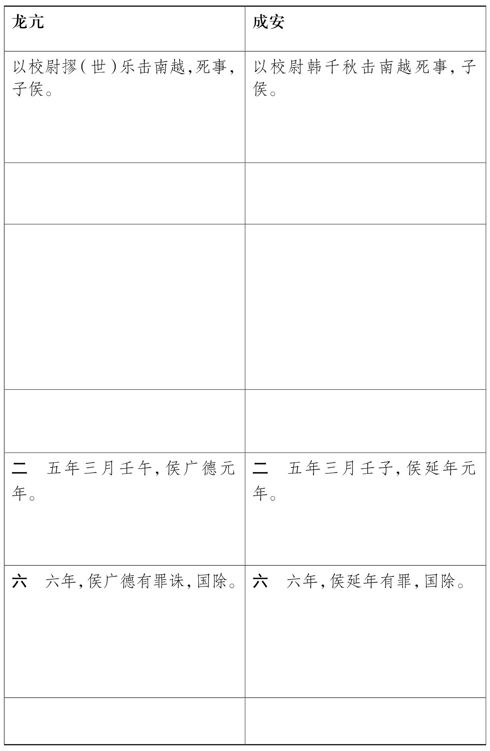 龙亢
成安
以校尉摎(世)乐击南越,死事,
子侯。
以校尉韩千秋击南越死事,子
侯。
二 五年三月壬午,侯广德元
年。
二 五年三月壬子,侯延年元
年。
六 六年,侯广德有罪诛,国除。
六 六年,侯延年有罪,国除。